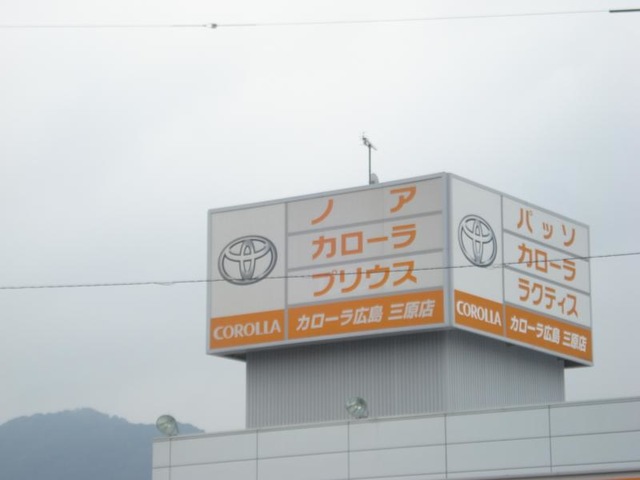 ノア
カローラ
プリウス
COROLLA
カローラ広島 三原店
パッソ
カローラ
ラクティス
COROLLA
カローラ広島 三原店